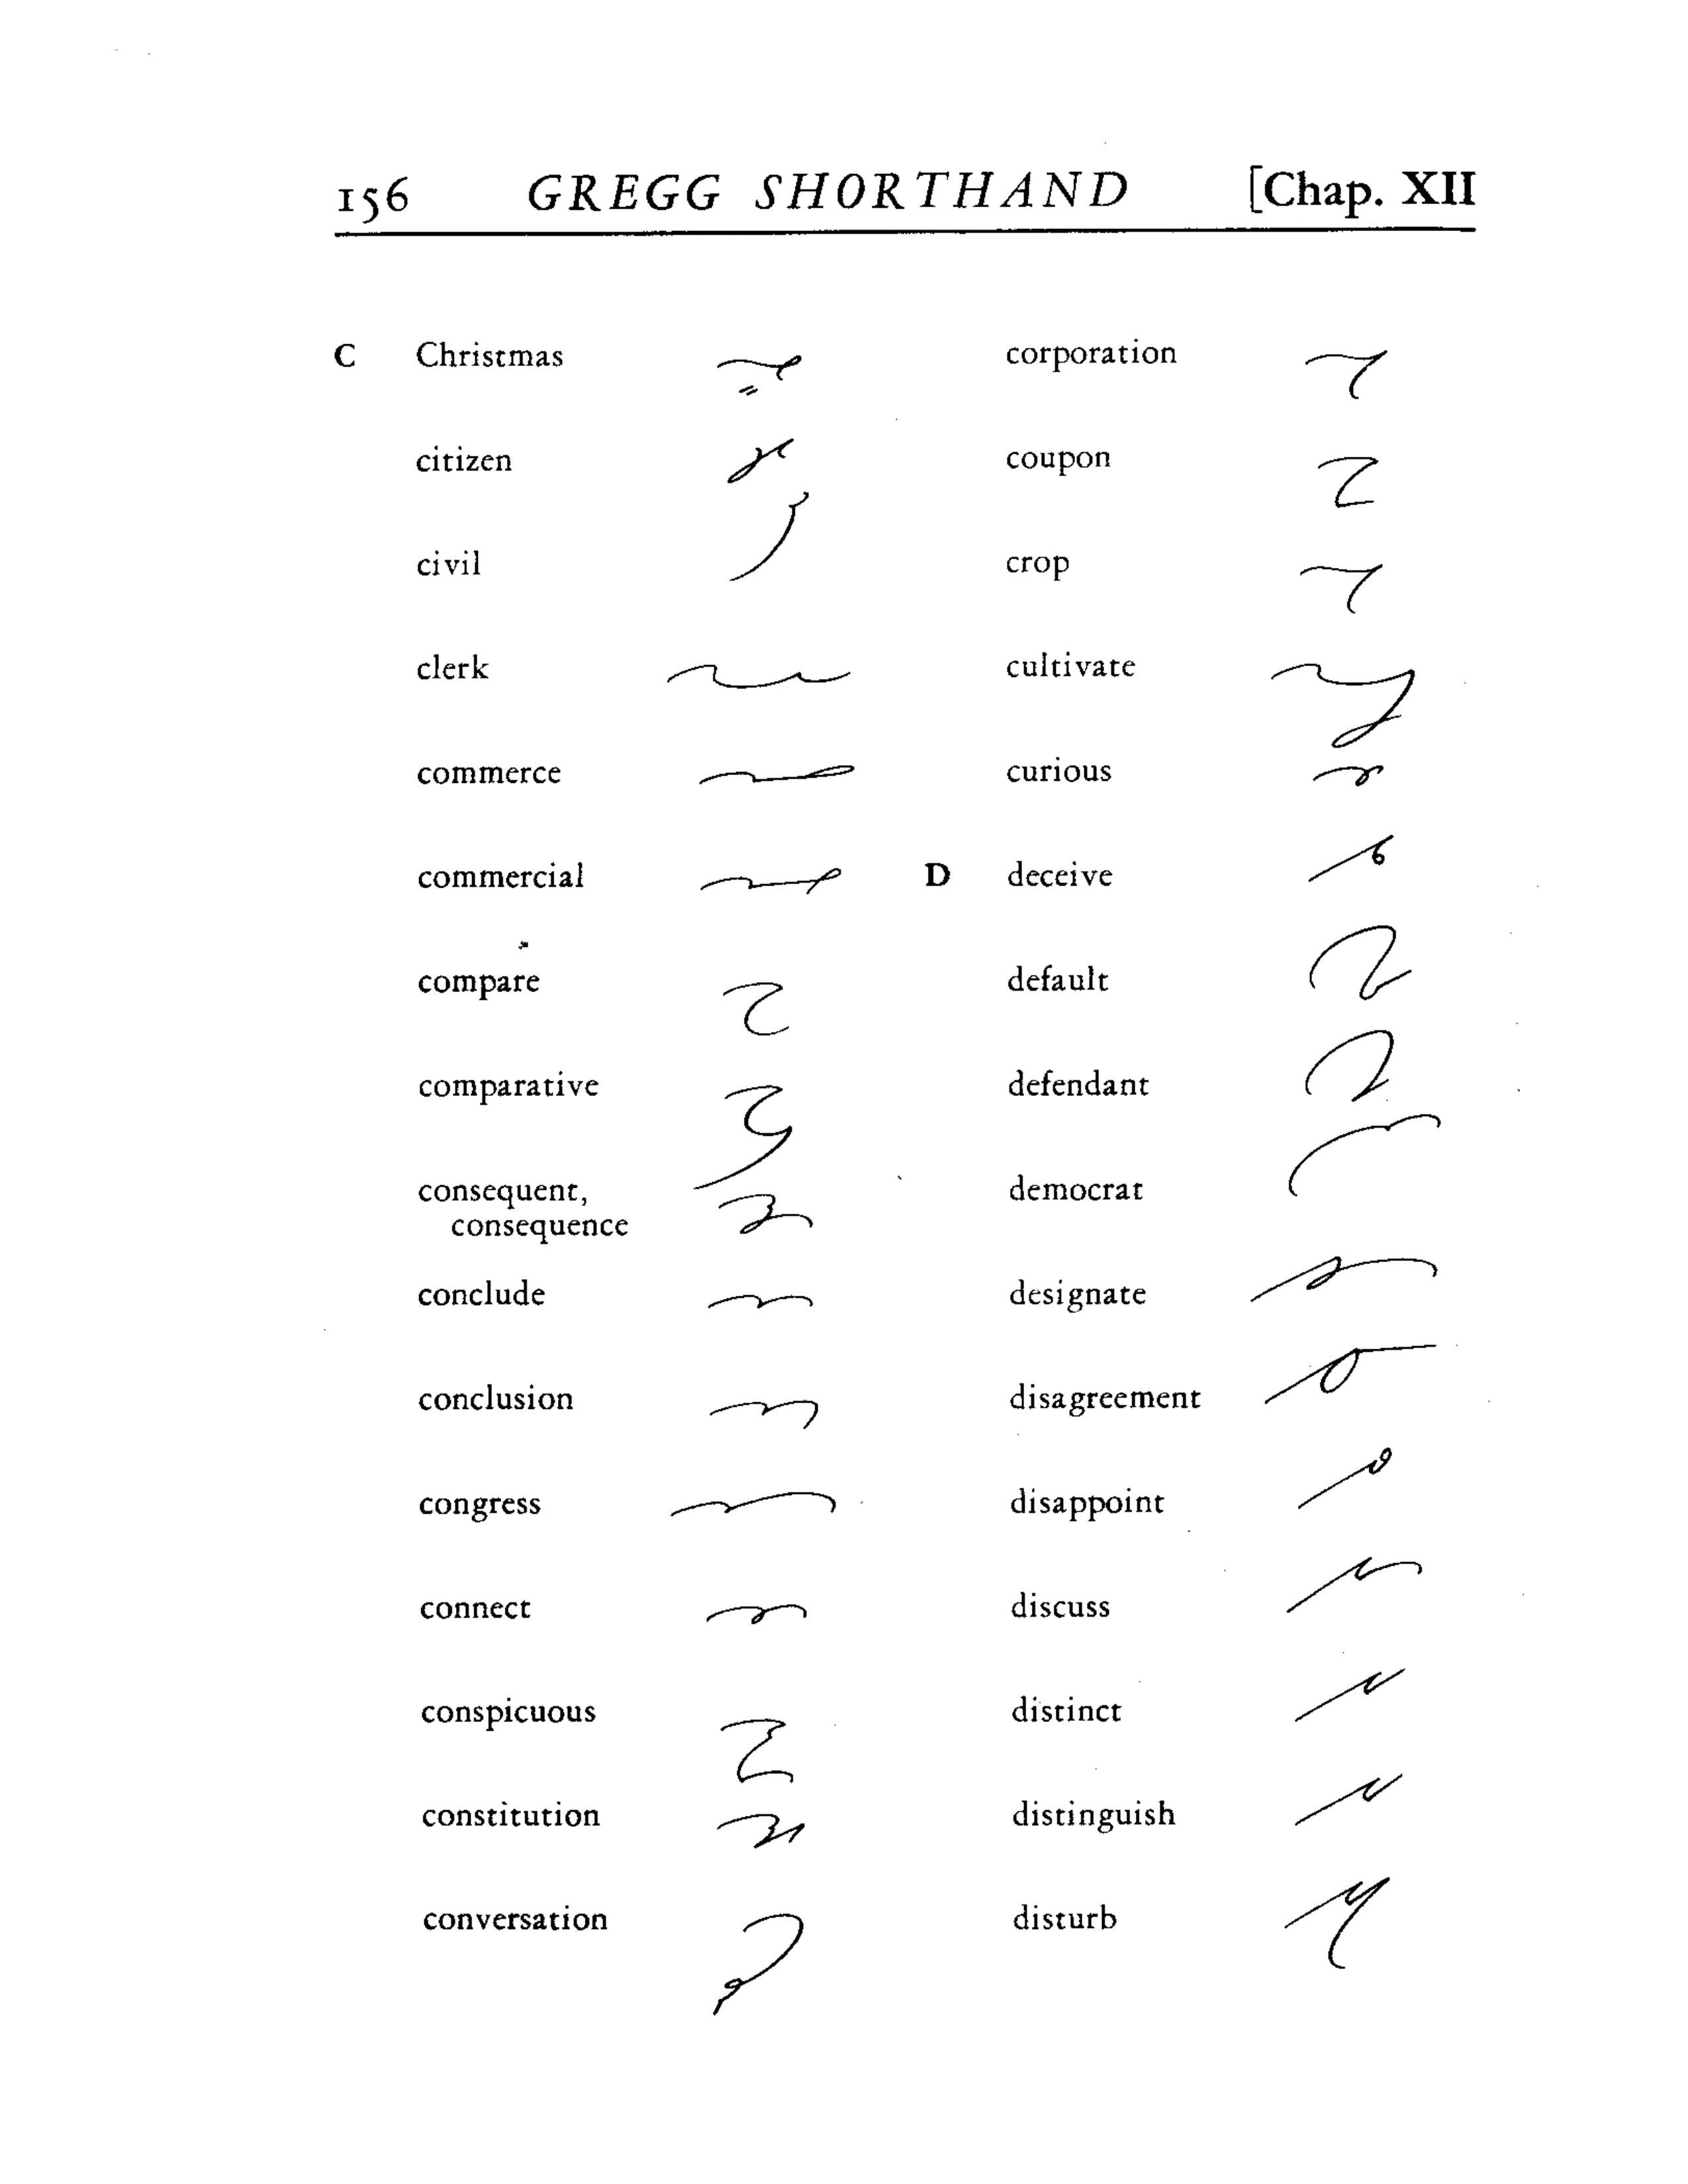 156 GREGG SHORTHAND [Chap. XII
C Christmas
citizen
civil
clerk
commerce
commercial
compare
comparative
consequent,
consequence
conclude
conclusion
congress
connect
conspicuous
constitution
conversation
corporation
coupon
crop
cultivate
curious
D deceive
default
defendant
democrat
designate
disagreement
disappoint
discuss
distinct
distinguish
disturb